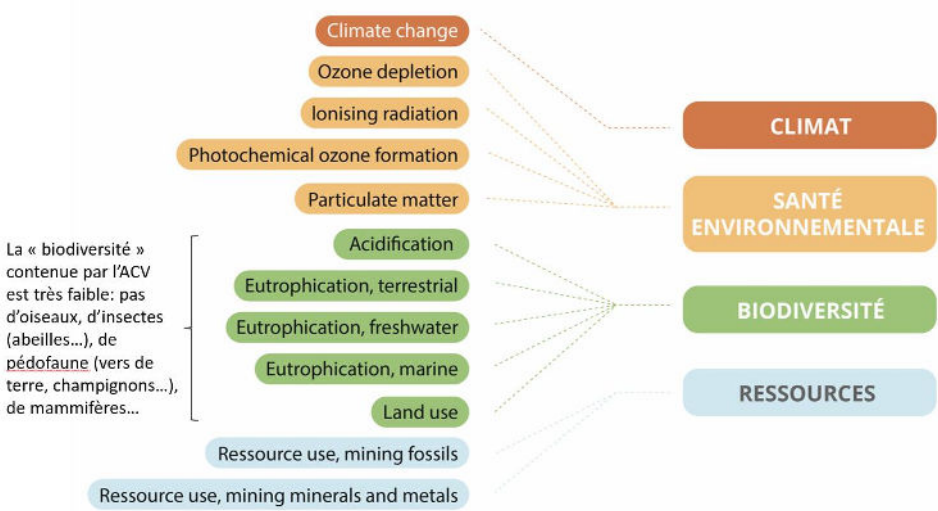 Climate change
Ozone depletion
Ionising radiation
Photochemical ozone formation
Particulate matter
Acidification
Eutrophication, terrestrial
Eutrophication, freshwater
Eutrophication, marine
Land use
Ressource use, mining fossils
Ressource use, mining minerals and metals
La « biodiversité »
contenue par l’ACV
est très faible: pas
d’oiseaux, d’insectes
(abeilles…), de
pédofaune (vers de
terre, champignons…),
de mammifères…
CLIMAT
SANTÉ
ENVIRONNEMENTALE
BIODIVERSITÉ
RESSOURCES